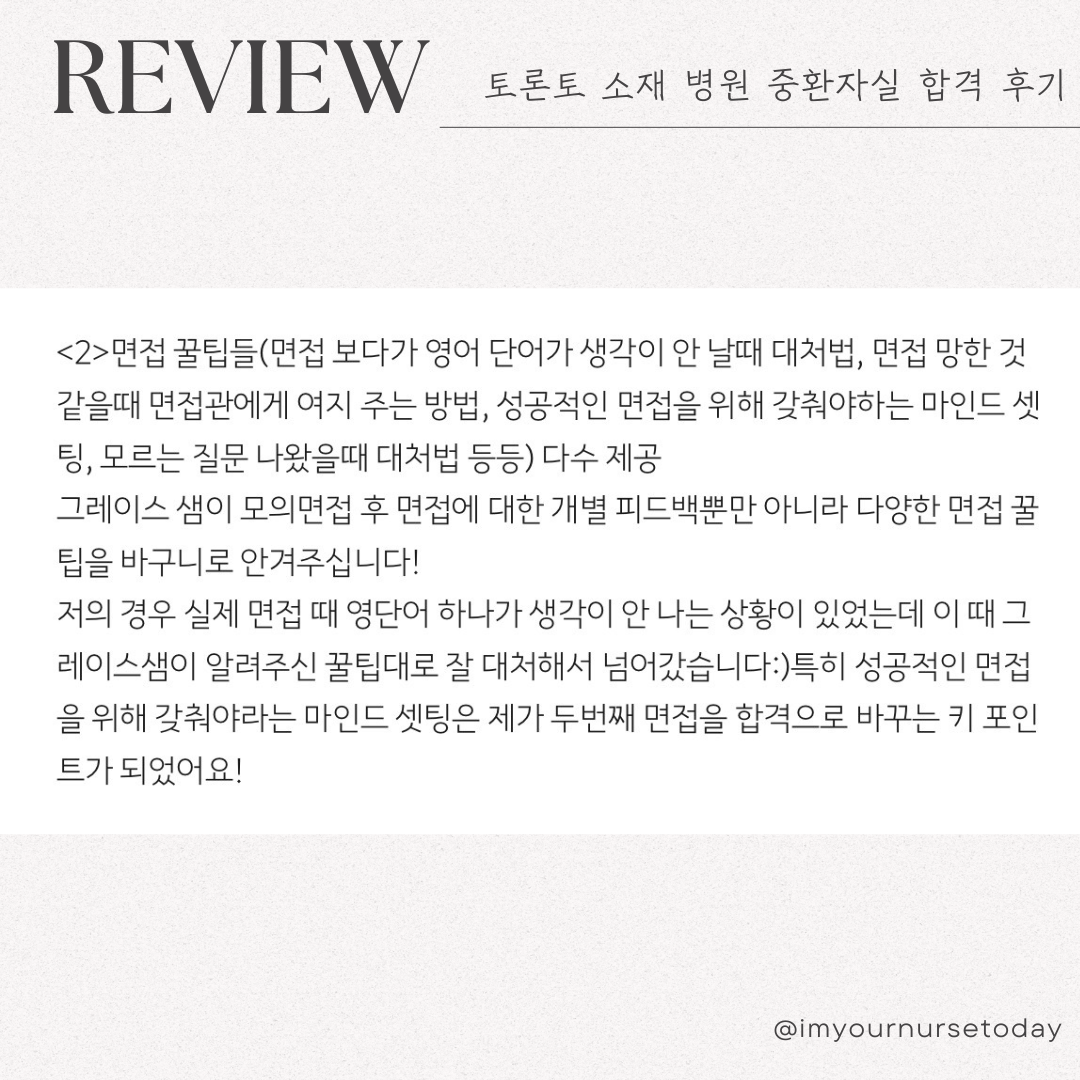 REVIEW
토론토 소재 병원 중환자실 합격 후기
<2>면접 꿀팁들(면접 보다가 영어 단어가 생각이 안 날때 대처법, 면접 망한 것
같을때 면접관에게 여지 주는 방법, 성공적인 면접을 위해 갖춰야하는 마인드 셋
팅, 모르는 질문 나왔을때 대처법 등등) 다수 제공
그레이스 샘이 모의면접 후 면접에 대한 개별 피드백뿐만 아니라 다양한 면접 꿀
팁을 바구니로 안겨주십니다!
저의 경우 실제 면접 때 영단어 하나가 생각이 안 나는 상황이 있었는데 이 때 그
레이스샘이 알려주신 꿀팁대로 잘 대처해서 넘어갔습니다:)특히 성공적인 면접
을 위해 갖춰야라는 마인드 셋팅은 제가 두번째 면접을 합격으로 바꾸는 키 포인
트가 되었어요!
@imyournursetoday